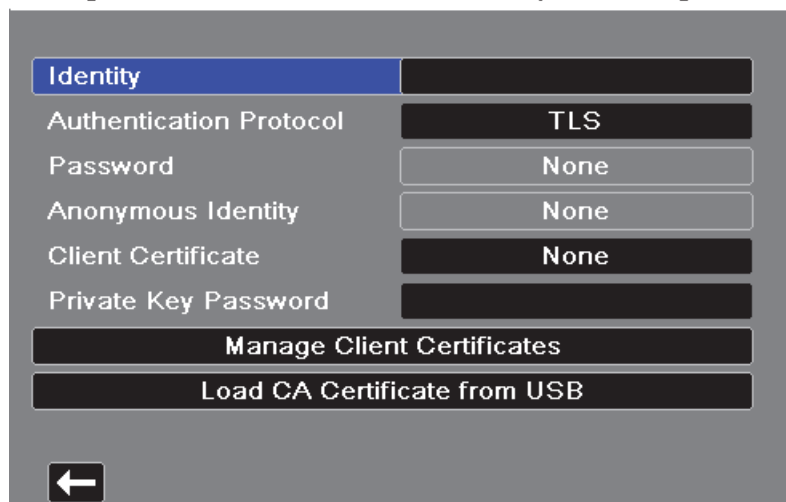 Identity
Authentication Protocol TLS
Password None
Anonymous Identity None
Client Certificate None
Private Key Password
Manage Client Certificates
Load CA Certificate from USB